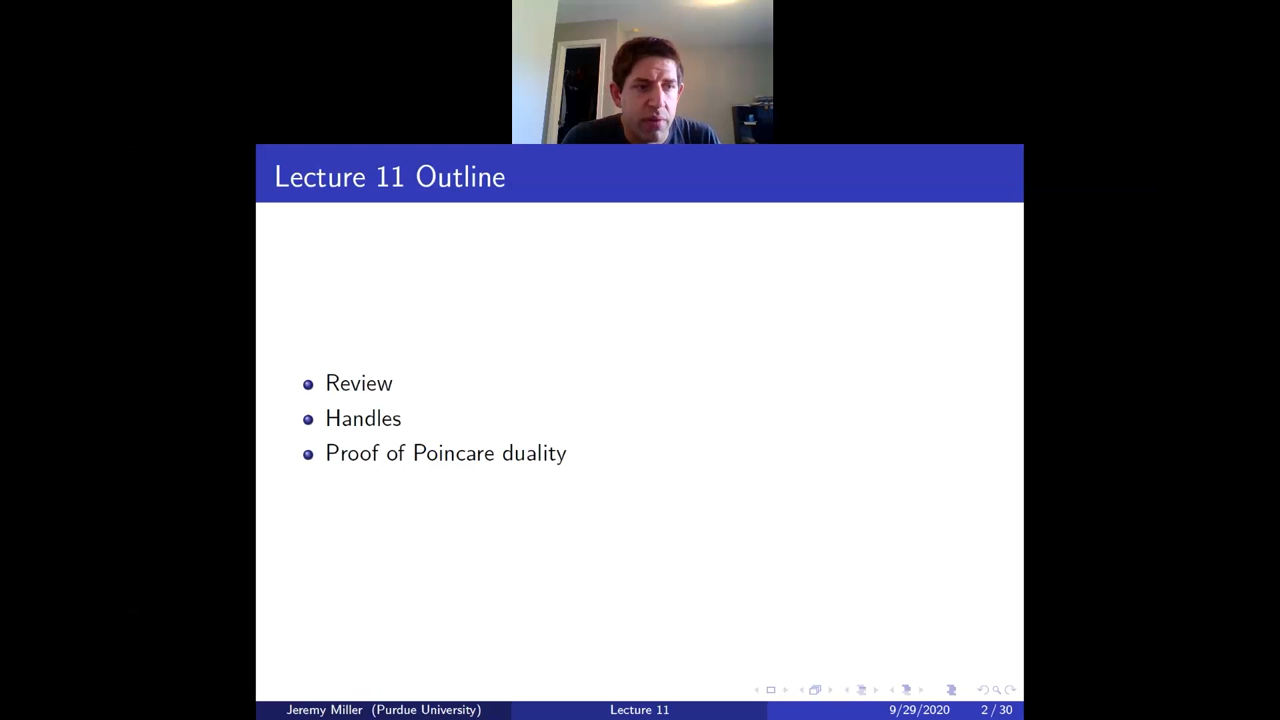 Lecture 11 Outline
Review
Handles
Proof of Poincare duality
Jeremy Miller (Purdue University) Lecture 11 9/29/2020 2 / 30